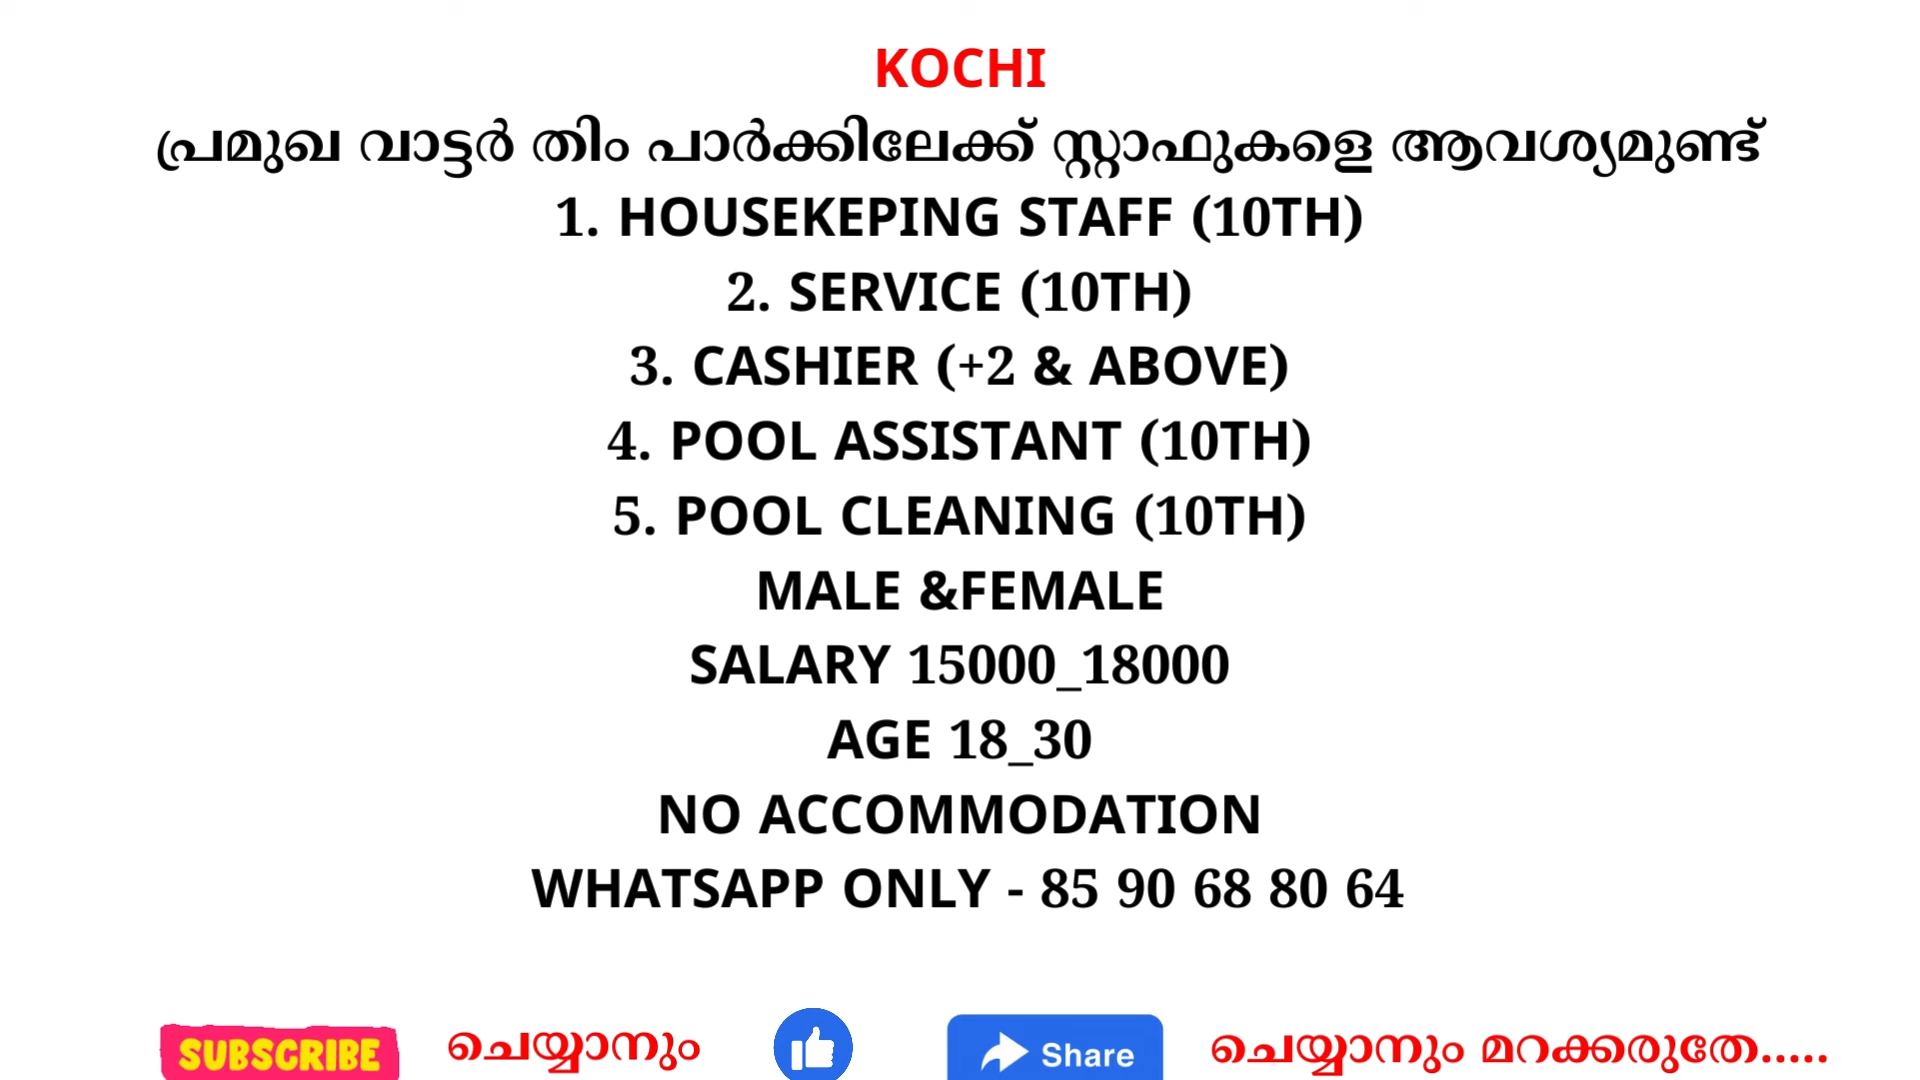 KOCHI
പ്രമുഖ വാട്ടർ തിം പാർക്കിലേക്ക് സ്റ്റാഫുകളെ ആവശ്യമുണ്ട്
1. HOUSEKEPING STAFF (10TH)
2. SERVICE (10TH)
3. CASHIER (+2 & ABOVE)
4. POOL ASSISTANT (10TH)
5. POOL CLEANING (10TH)
MALE &FEMALE
SALARY 15000_18000
AGE 18_30
NO ACCOMMODATION
WHATSAPP ONLY - 85 90 68 80 64
SUBSCRIBE ചെയ്യാനും Share ചെയ്യാനും മറക്കരുതേ.....